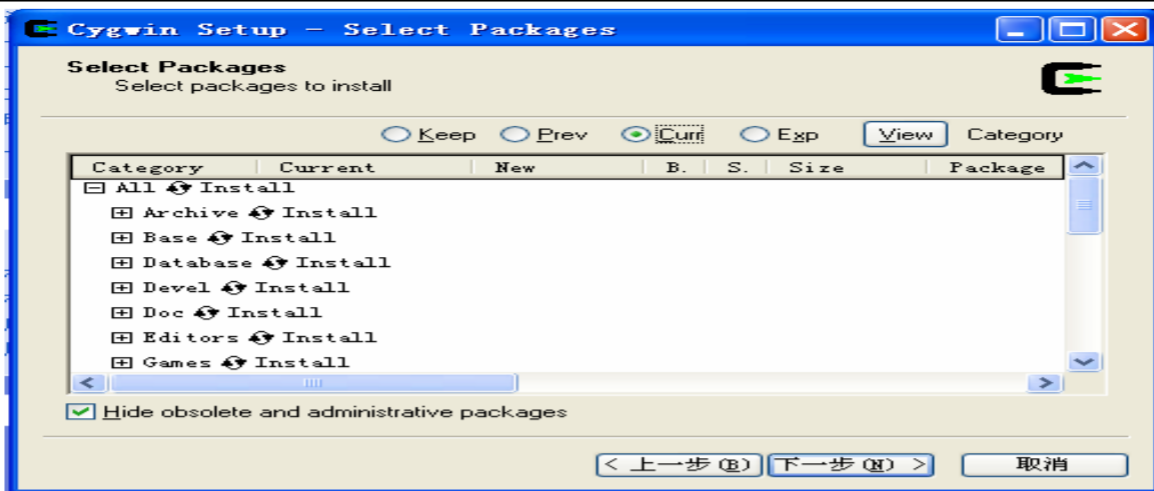 Cygwin Setup - Select Packages
Select Packages
Select packages to install
Keep Prev Curr Exp View Category
Category Current New B. S. Size Package
All Install
Archive Install
Base Install
Database Install
Devel Install
Doc Install
Editors Install
Games Install
Hide obsolete and administrative packages
< 上一步(B) 下一步(N) > 取消